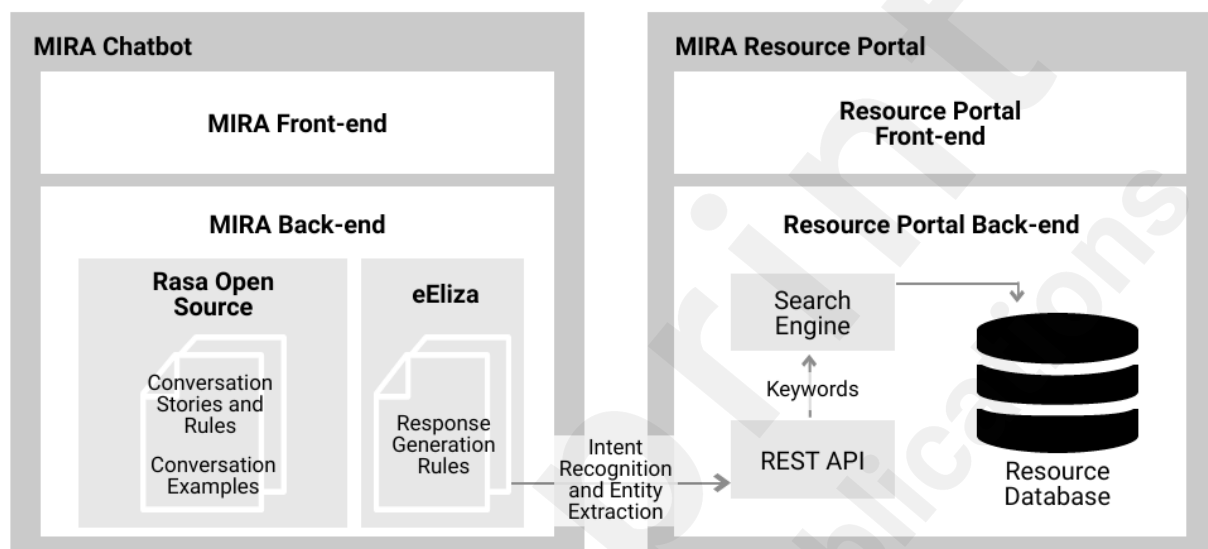 MIRA Chatbot
MIRA Front-end
MIRA Back-end
Rasa Open
Source
Conversation
Stories and
Rules
Conversation
Examples
eEliza
Response
Generation
Rules
Intent
Recognition
and Entity
Extraction
MIRA Resource Portal
Resource Portal
Front-end
Resource Portal Back-end
Search
Engine
Keywords
REST API
Resource
Database